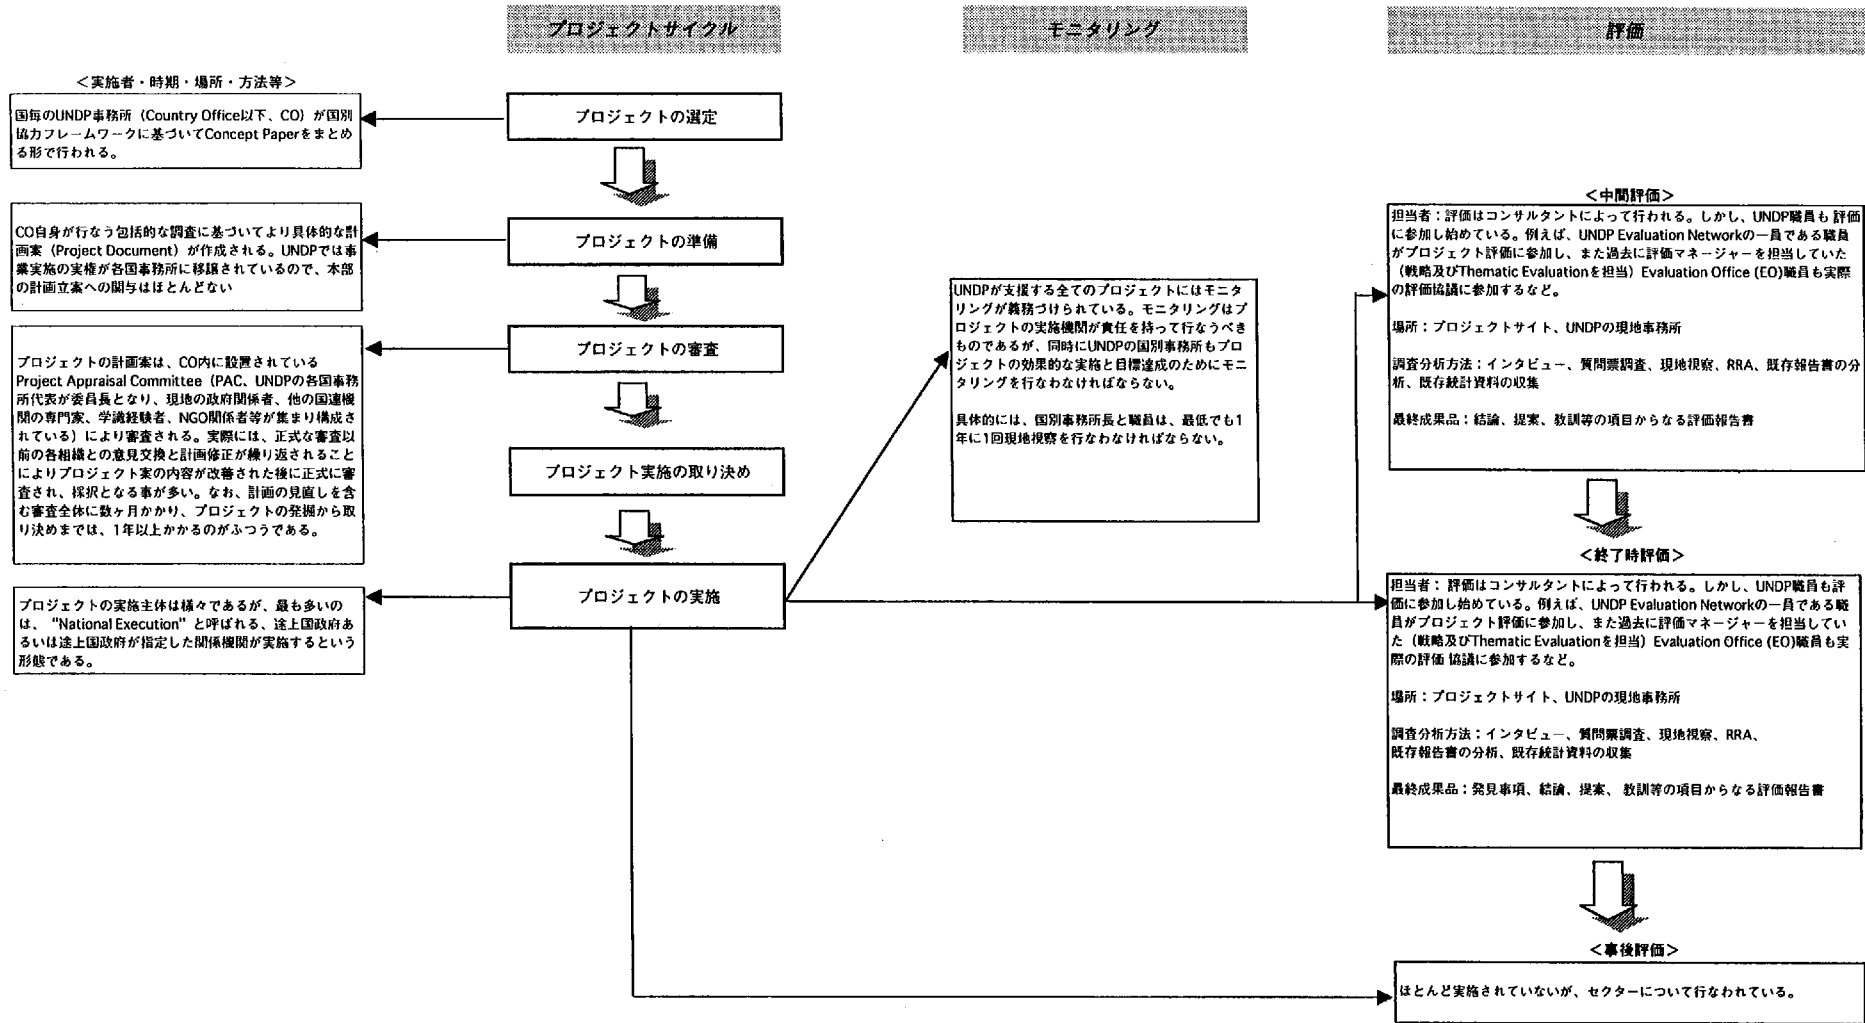 プロジェクトサイクル
モニタリング
評価
＜実施者・時期・場所・方法等＞
国毎のUNDP事務所（Country Office以下、CO）が国別
協力フレームワークに基づいてConcept Paperをまとめ
る形で行われる。
CO自身が行なう包括的な調査に基づいてより具体的な計
画案（Project Document）が作成される。UNDPでは事
業実施の実権が各国事務所に移譲されているので、本部
の計画立案への関与はほとんどない
プロジェクトの計画案は、CO内に設置されている
Project Appraisal Committee（PAC、UNDPの各国事務
所代表が委員長となり、現地の政府関係者、他の国連機
関の専門家、学識経験者、NGO関係者等が集まり構成さ
れている）により審査される。実際には、正式な審査以
前の各組織との意見交換と計画修正が繰り返されること
によりプロジェクト案の内容が改善された後に正式に審
査され、採択となる事が多い。なお、計画の見直しを含
む審査全体に数ヶ月かかり、プロジェクトの発掘から取
り決めまでは、1年以上かかるのがふつうである。
プロジェクトの実施主体は様々であるが、最も多いの
は、"National Execution" と呼ばれる、途上国政府あ
るいは途上国政府が指定した関係機関が実施するという
形態である。
プロジェクトの選定
プロジェクトの準備
プロジェクトの審査
プロジェクト実施の取り決め
プロジェクトの実施
UNDPが支援する全てのプロジェクトにはモニタ
リングが義務づけられている。モニタリングはプ
ロジェクトの実施機関が責任を持って行なうべき
ものであるが、同時にUNDPの国別事務所もプロ
ジェクトの効果的な実施と目標達成のためにモニ
タリングを行なわなければならない。
具体的には、国別事務所長と職員は、最低でも1
年に1回現地視察を行なわなければならない。
＜中間評価＞
担当者：評価はコンサルタントによって行われる。しかし、UNDP職員も 評価
に参加し始めている。例えば、UNDP Evaluation Networkの一員である職員
がプロジェクト評価に参加し、また過去に評価マネージャーを担当していた
（戦略及びThematic Evaluationを担当）Evaluation Office (EO)職員も実際
の評価協議に参加するなど。
場所：プロジェクトサイト、UNDPの現地事務所
調査分析方法：インタビュー、質問票調査、現地視察、RRA、既存報告書の分
析、既存統計資料の収集
最終成果品：結論、提案、教訓等の項目からなる評価報告書
＜終了時評価＞
担当者： 評価はコンサルタントによって行われる。しかし、UNDP職員も評
価に参加し始めている。例えば、UNDP Evaluation Networkの一員である職
員がプロジェクト評価に参加し、また過去に評価マネージャーを担当してい
た（戦略及びThematic Evaluationを担当）Evaluation Office (EO)職員も実
際の評価 協議に参加するなど。
場所：プロジェクトサイト、UNDPの現地事務所
調査分析方法：インタビュー、質問票調査、現地視察、RRA、
既存報告書の分析、既存統計資料の収集
最終成果品：発見事項、結論、提案、 教訓等の項目からなる評価報告書
＜事後評価＞
ほとんど実施されていないが、セクターについて行なわれている。